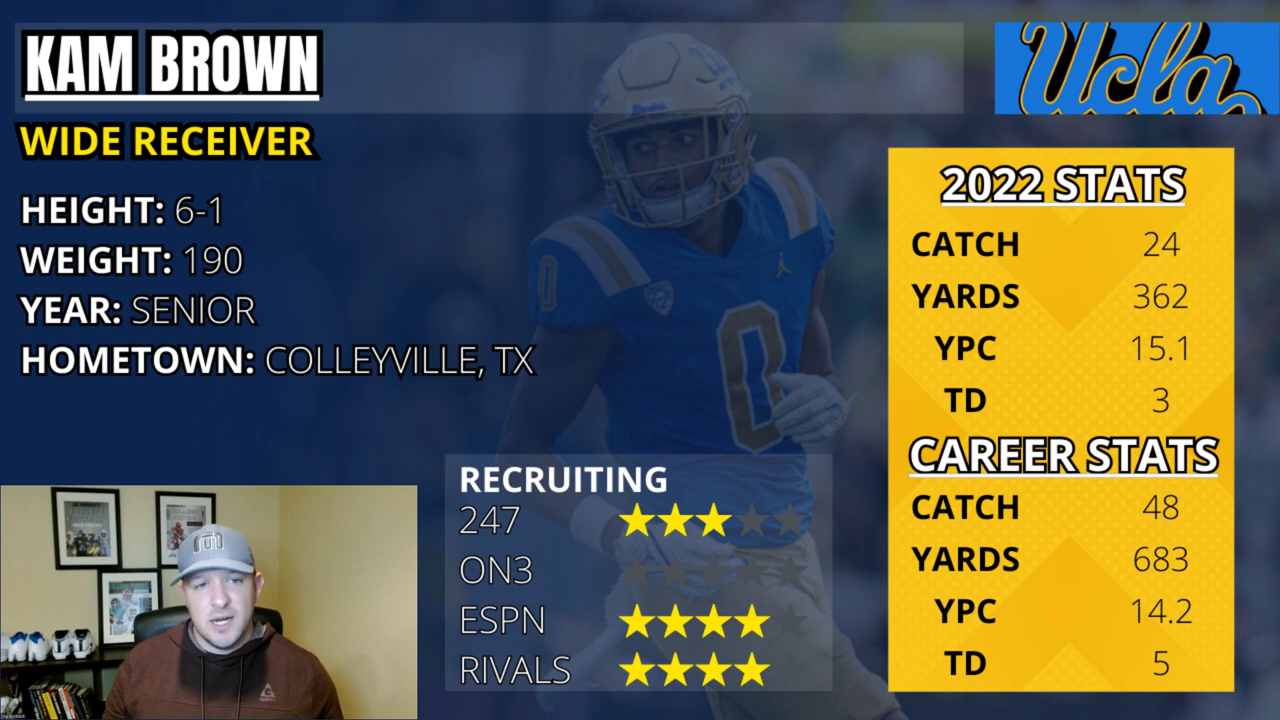 KAM BROWN
Ucla
WIDE RECEIVER
HEIGHT: 6-1
WEIGHT: 190
YEAR: SENIOR
HOMETOWN: COLLEYVILLE, TX
0
0
2022 STATS
CATCH 24
YARDS 362
YPC 15.1
TD 3
CAREER STATS
CATCH 48
YARDS 683
YPC 14.2
TD 5
RECRUITING
247
ON3
ESPN
RIVALS